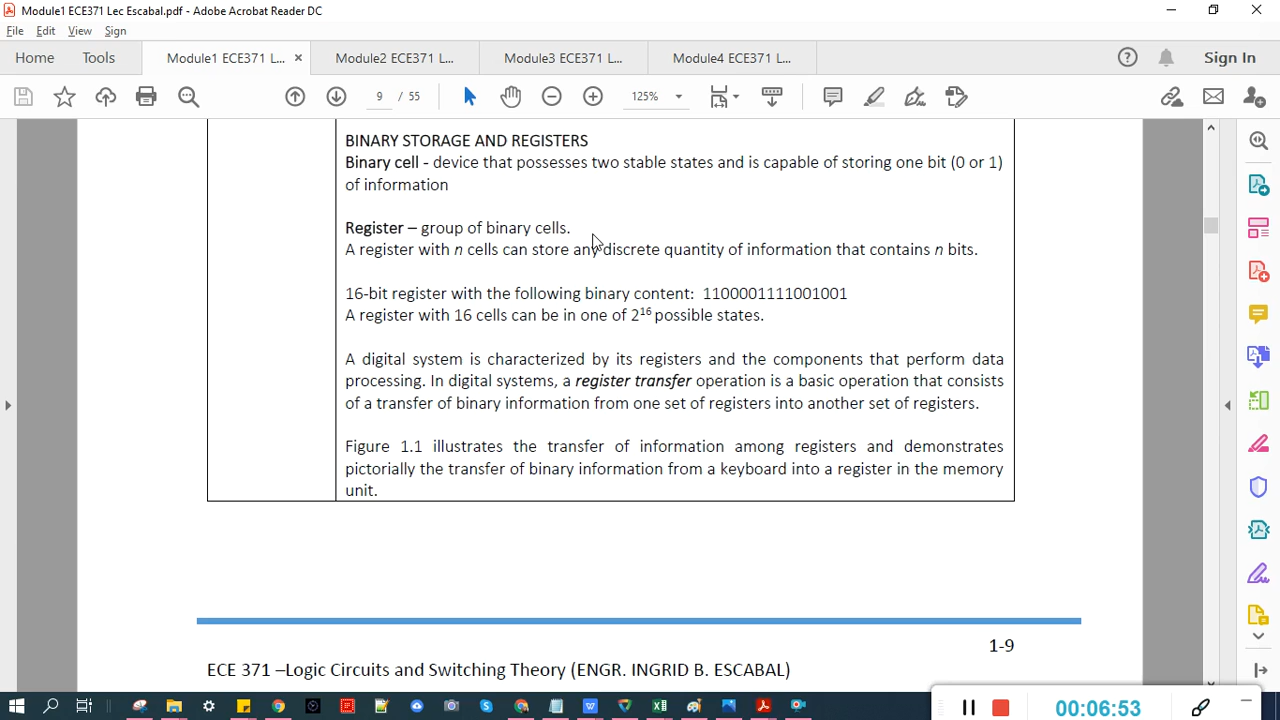 Module1 ECE371 Lec Escabal.pdf - Adobe Acrobat Reader DC
File Edit View Sign
Home Tools Module1 ECE371 L... × Module2 ECE371 L... Module3 ECE371 L... Module4 ECE371 L... Sign In
9 / 55 125%
BINARY STORAGE AND REGISTERS
Binary cell - device that possesses two stable states and is capable of storing one bit (0 or 1)
of information
Register – group of binary cells.
A register with n cells can store any discrete quantity of information that contains n bits.
16-bit register with the following binary content: 1100001111001001
A register with 16 cells can be in one of 2¹⁶ possible states.
A digital system is characterized by its registers and the components that perform data
processing. In digital systems, a register transfer operation is a basic operation that consists
of a transfer of binary information from one set of registers into another set of registers.
Figure 1.1 illustrates the transfer of information among registers and demonstrates
pictorially the transfer of binary information from a keyboard into a register in the memory
unit.
1-9
ECE 371 –Logic Circuits and Switching Theory (ENGR. INGRID B. ESCABAL)
00:06:53